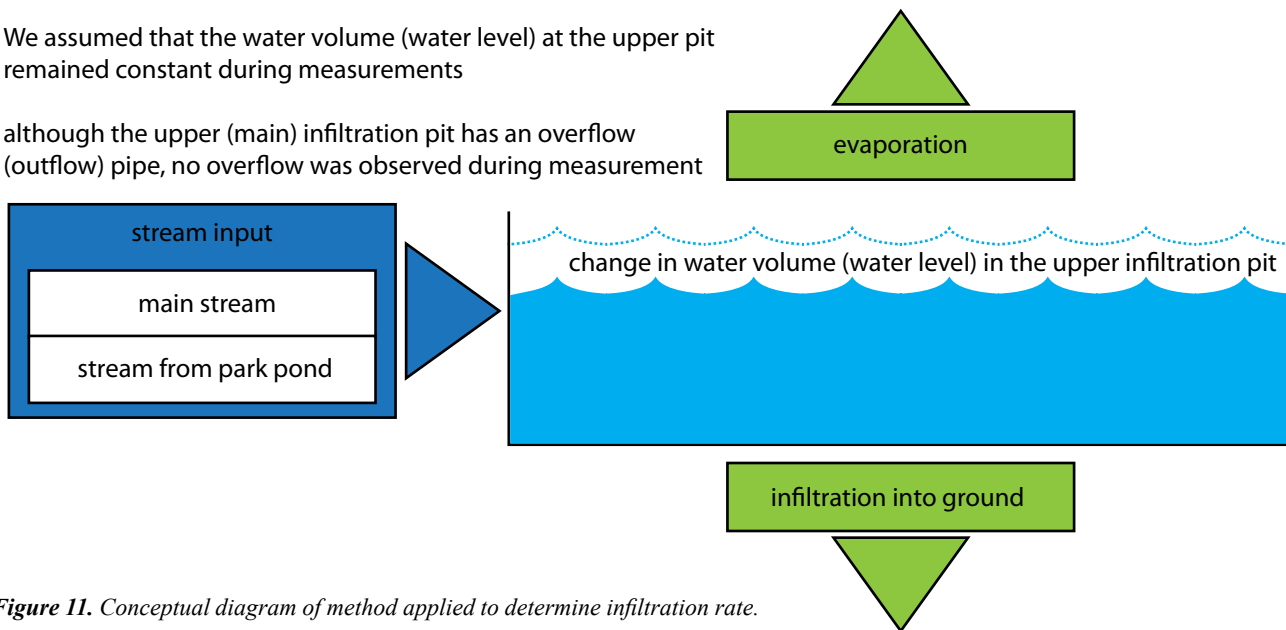 We assumed that the water volume (water level) at the upper pit
remained constant during measurements
although the upper (main) infiltration pit has an overflow
(outflow) pipe, no overflow was observed during measurement
evaporation
stream input
main stream
stream from park pond
change in water volume (water level) in the upper infiltration pit
infiltration into ground
Figure 11. Conceptual diagram of method applied to determine infiltration rate.